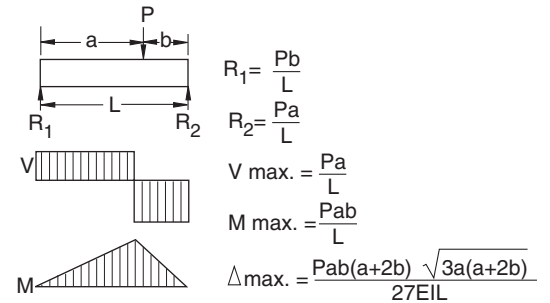 P
a b
L
R₁ R₂
R₁= Pb/L
R₂= Pa/L
V
V max. = Pa/L
M max. = Pab/L
M
Δmax. = Pab(a+2b) √3a(a+2b)/27EIL